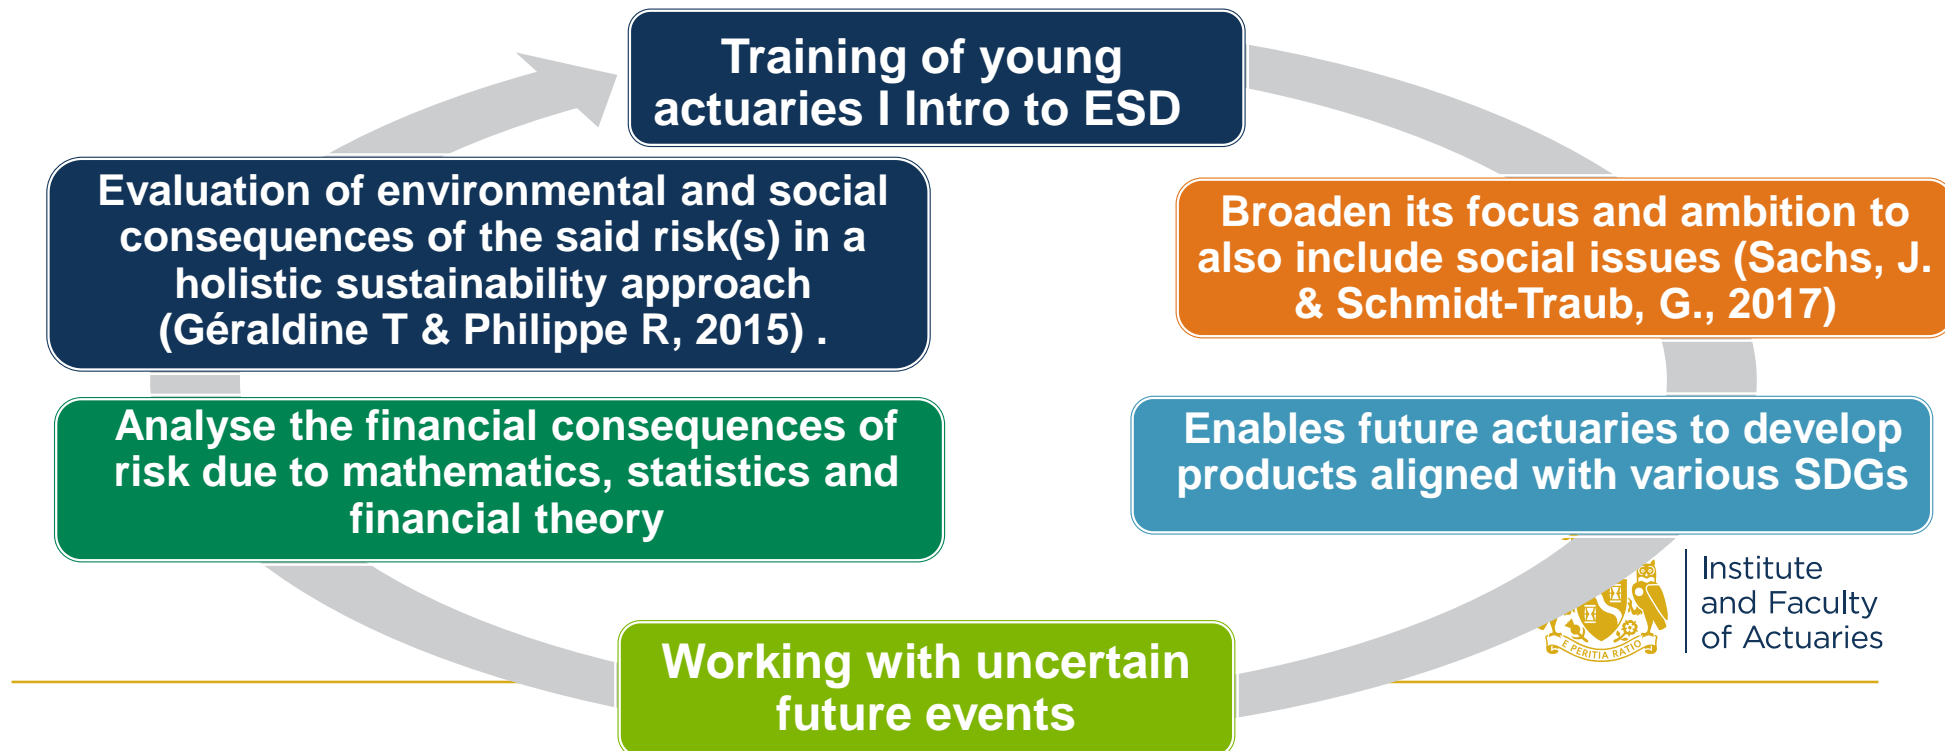 Training of young
actuaries I Intro to ESD
Broaden its focus and ambition to
also include social issues (Sachs, J.
& Schmidt-Traub, G., 2017)
Enables future actuaries to develop
products aligned with various SDGs
Working with uncertain
future events
Analyse the financial consequences of
risk due to mathematics, statistics and
financial theory
Evaluation of environmental and social
consequences of the said risk(s) in a
holistic sustainability approach
(Géraldine T & Philippe R, 2015) .
Institute
and Faculty
of Actuaries
E PERITIA RATIO